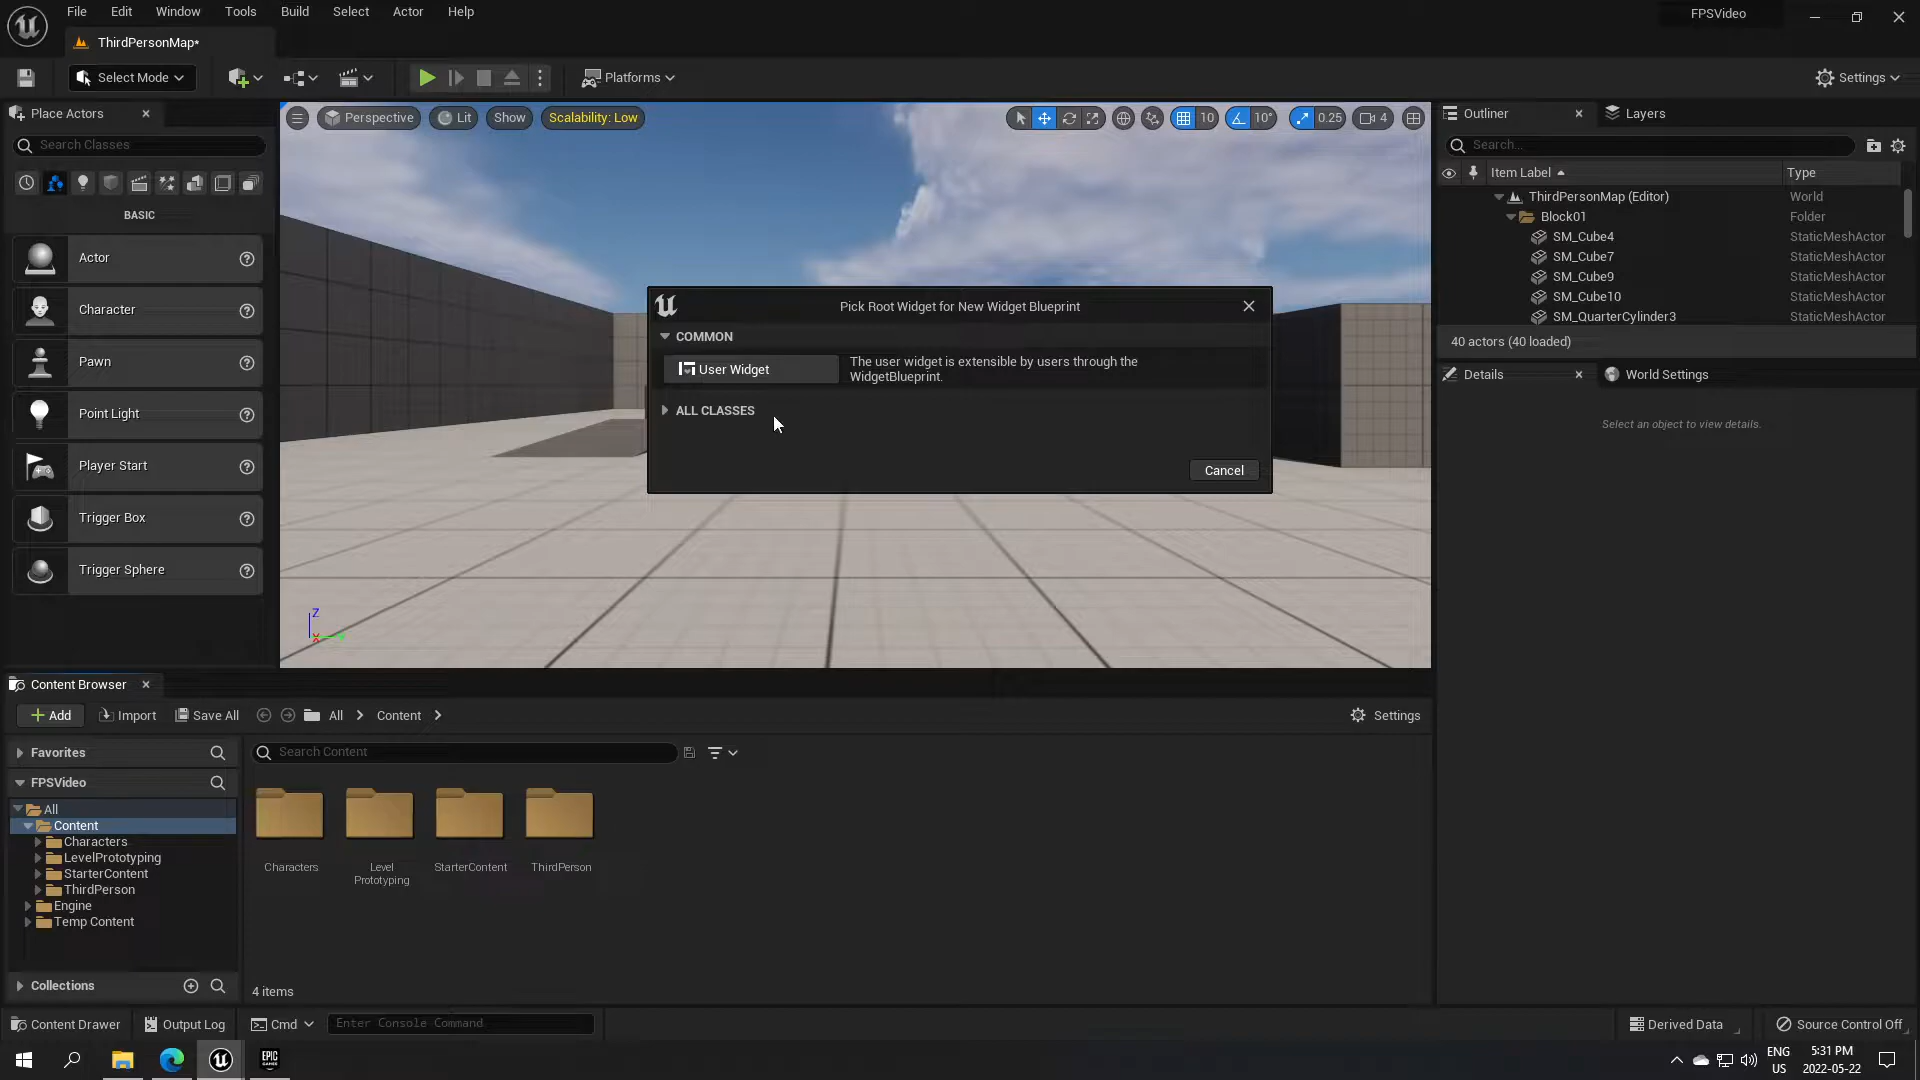 File Edit Window Tools Build Select Actor Help
FPSVideo
ThirdPersonMap*
Select Mode
Platforms
Settings
Place Actors
Search Classes
BASIC
Actor
Character
Pawn
Point Light
Player Start
Trigger Box
Trigger Sphere
Perspective Lit Show Scalability: Low
10 10° 0.25 4
Z
X
Pick Root Widget for New Widget Blueprint
COMMON
User Widget
The user widget is extensible by users through the
WidgetBlueprint.
ALL CLASSES
Cancel
Outliner Layers
Search...
Item Label Type
ThirdPersonMap (Editor) World
Block01 Folder
SM_Cube4 StaticMeshActor
SM_Cube7 StaticMeshActor
SM_Cube9 StaticMeshActor
SM_Cube10 StaticMeshActor
SM_QuarterCylinder3 StaticMeshActor
40 actors (40 loaded)
Details World Settings
Select an object to view details.
Content Browser
Add Import Save All All Content Settings
Favorites
FPSVideo
All
Content
Characters
LevelPrototyping
StarterContent
ThirdPerson
Engine
Temp Content
Collections
Search Content
Characters
Level
Prototyping
StarterContent
ThirdPerson
4 items
Content Drawer Output Log Cmd Enter Console Command
Derived Data Source Control Off
EPIC
GAMES
ENG
US
5:31 PM
2022-05-22